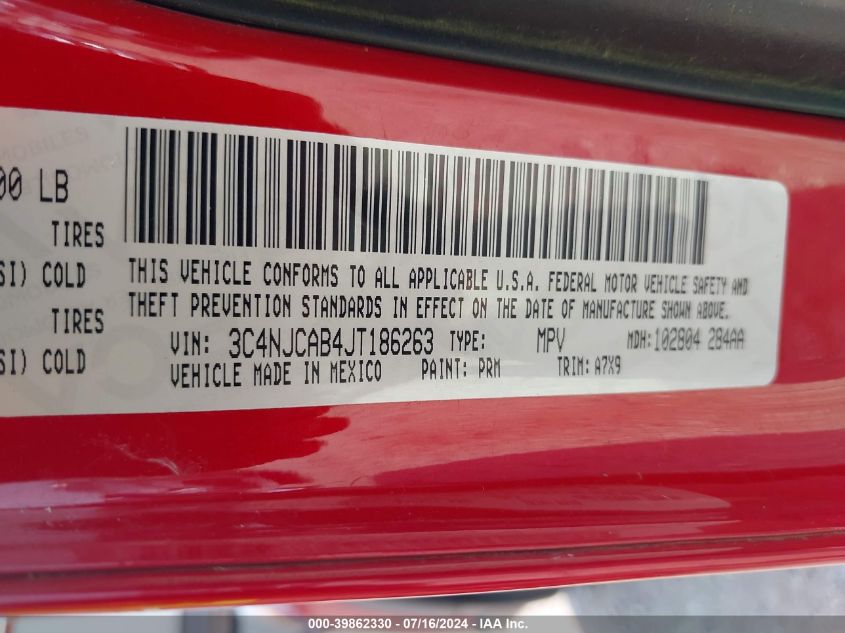 00 LB
TIRES
SI) COLD
TIRES
SI) COLD
THIS VEHICLE CONFORMS TO ALL APPLICABLE U.S.A. FEDERAL MOTOR VEHICLE SAFETY AND
THEFT PREVENTION STANDARDS IN EFFECT ON THE DATE OF MANUFACTURE SHOWN ABOVE.
VIN: 3C4NJCAB4JT186263 TYPE: MPV MDH:102804 284AA
VEHICLE MADE IN MEXICO PAINT: PRM TRIM: A7X9
000-39862330 - 07/16/2024 - IAA Inc.